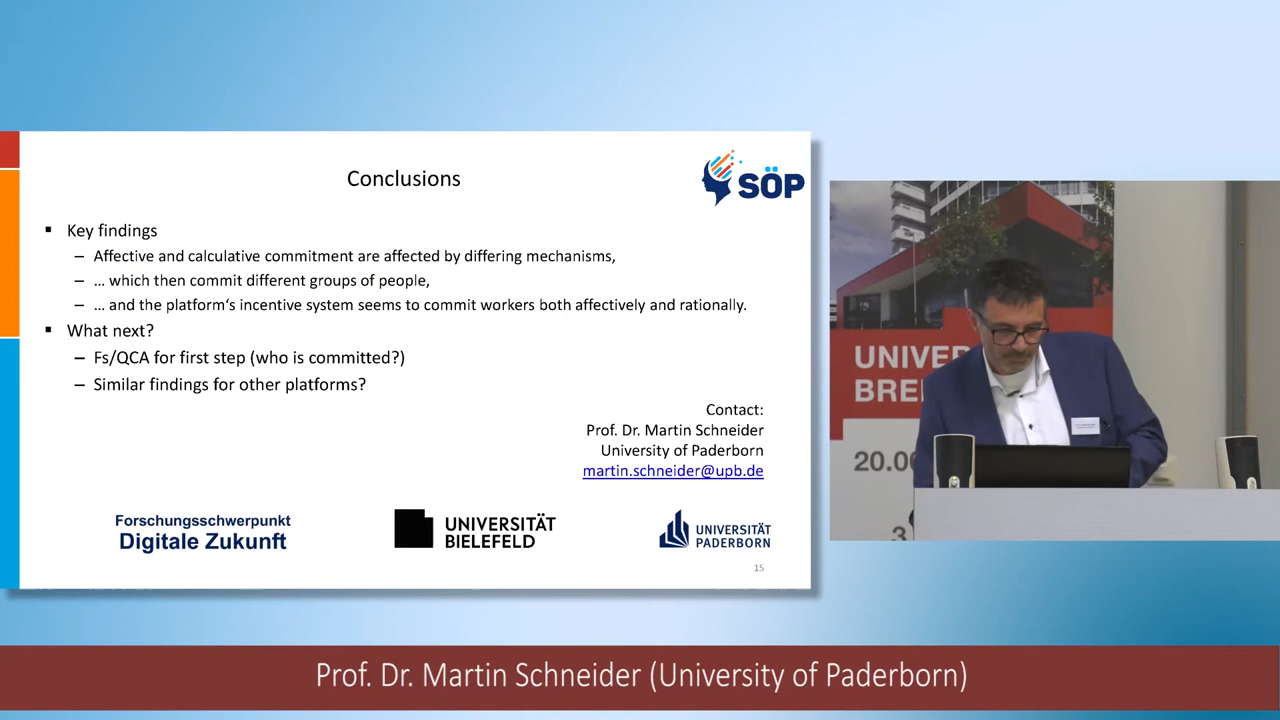 Conclusions
SÖP
▪ Key findings
– Affective and calculative commitment are affected by differing mechanisms,
– … which then commit different groups of people,
– … and the platform‘s incentive system seems to commit workers both affectively and rationally.
▪ What next?
– Fs/QCA for first step (who is committed?)
– Similar findings for other platforms?
Contact:
Prof. Dr. Martin Schneider
University of Paderborn
martin.schneider@upb.de
Forschungsschwerpunkt
Digitale Zukunft
UNIVERSITÄT
BIELEFELD
UNIVERSITÄT
PADERBORN
15
UNIVER
BRE
20.0
3
Prof. Dr. Martin Schneider (University of Paderborn)